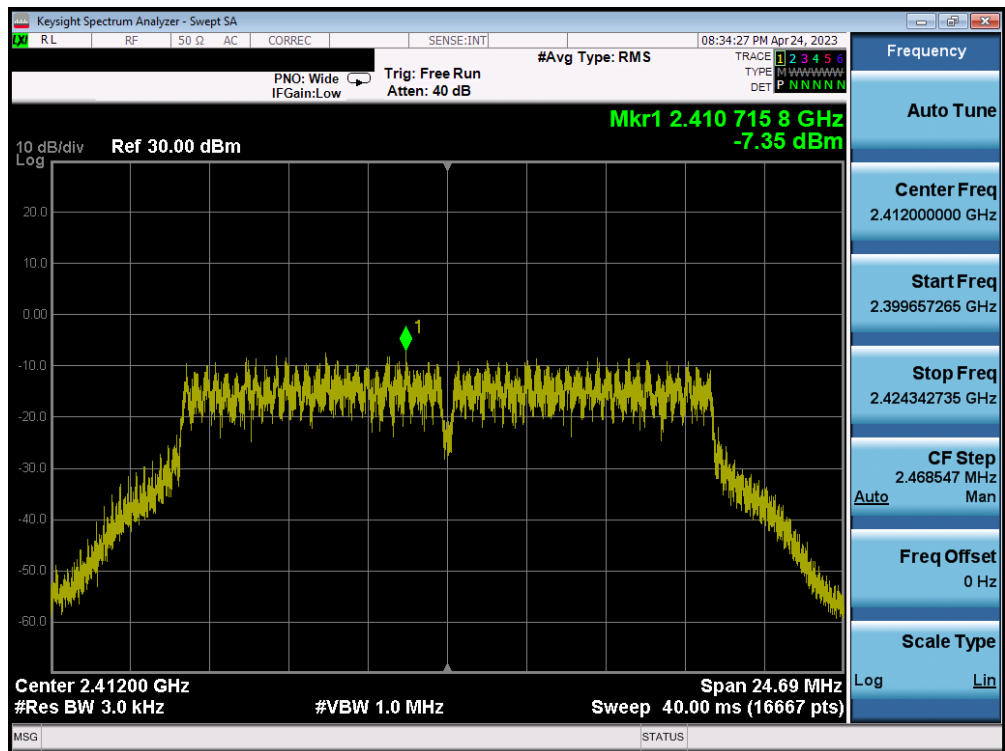 Keysight Spectrum Analyzer - Swept SA
LXI RL RF 50 Ω AC CORREC SENSE:INT 08:34:27 PM Apr 24, 2023
#Avg Type: RMS
TRACE 1 2 3 4 5 6
TYPE M WWWWW
DET P N N N N N
PNO: Wide
IFGain:Low
Trig: Free Run
Atten: 40 dB
Mkr1 2.410 715 8 GHz
-7.35 dBm
10 dB/div Ref 30.00 dBm
Log
20.0
10.0
0.00
-10.0
-20.0
-30.0
-40.0
-50.0
-60.0
1
Center 2.41200 GHz
Span 24.69 MHz
#Res BW 3.0 kHz
#VBW 1.0 MHz
Sweep 40.00 ms (16667 pts)
MSG
STATUS
Frequency
Auto Tune
Center Freq
2.412000000 GHz
Start Freq
2.399657265 GHz
Stop Freq
2.424342735 GHz
CF Step
2.468547 MHz
Auto Man
Freq Offset
0 Hz
Scale Type
Log Lin